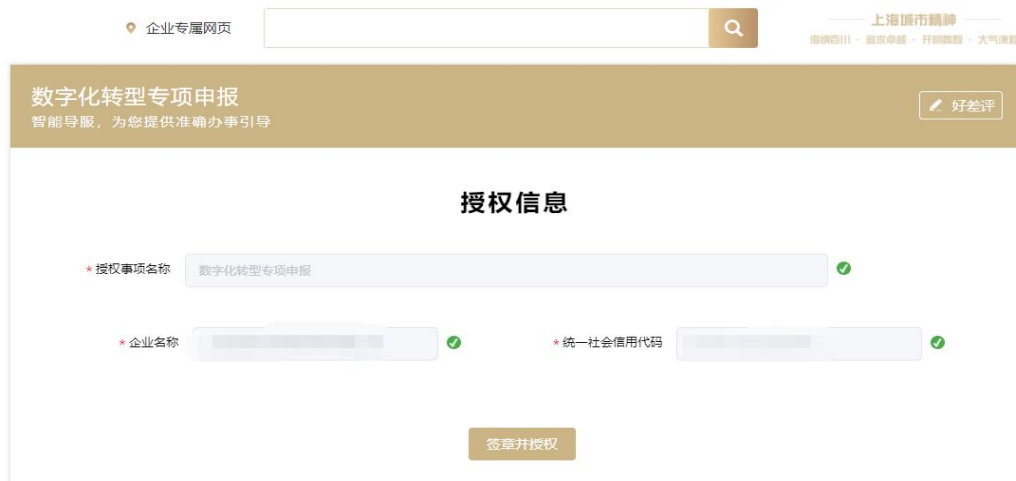 企业专属网页
上海城市精神
海纳百川 · 追求卓越 · 开明睿智 · 大气谦和
数字化转型专项申报
智能导服，为您提供准确办事引导
好差评
授权信息
* 授权事项名称 数字化转型专项申报
* 企业名称 * 统一社会信用代码
签章并授权